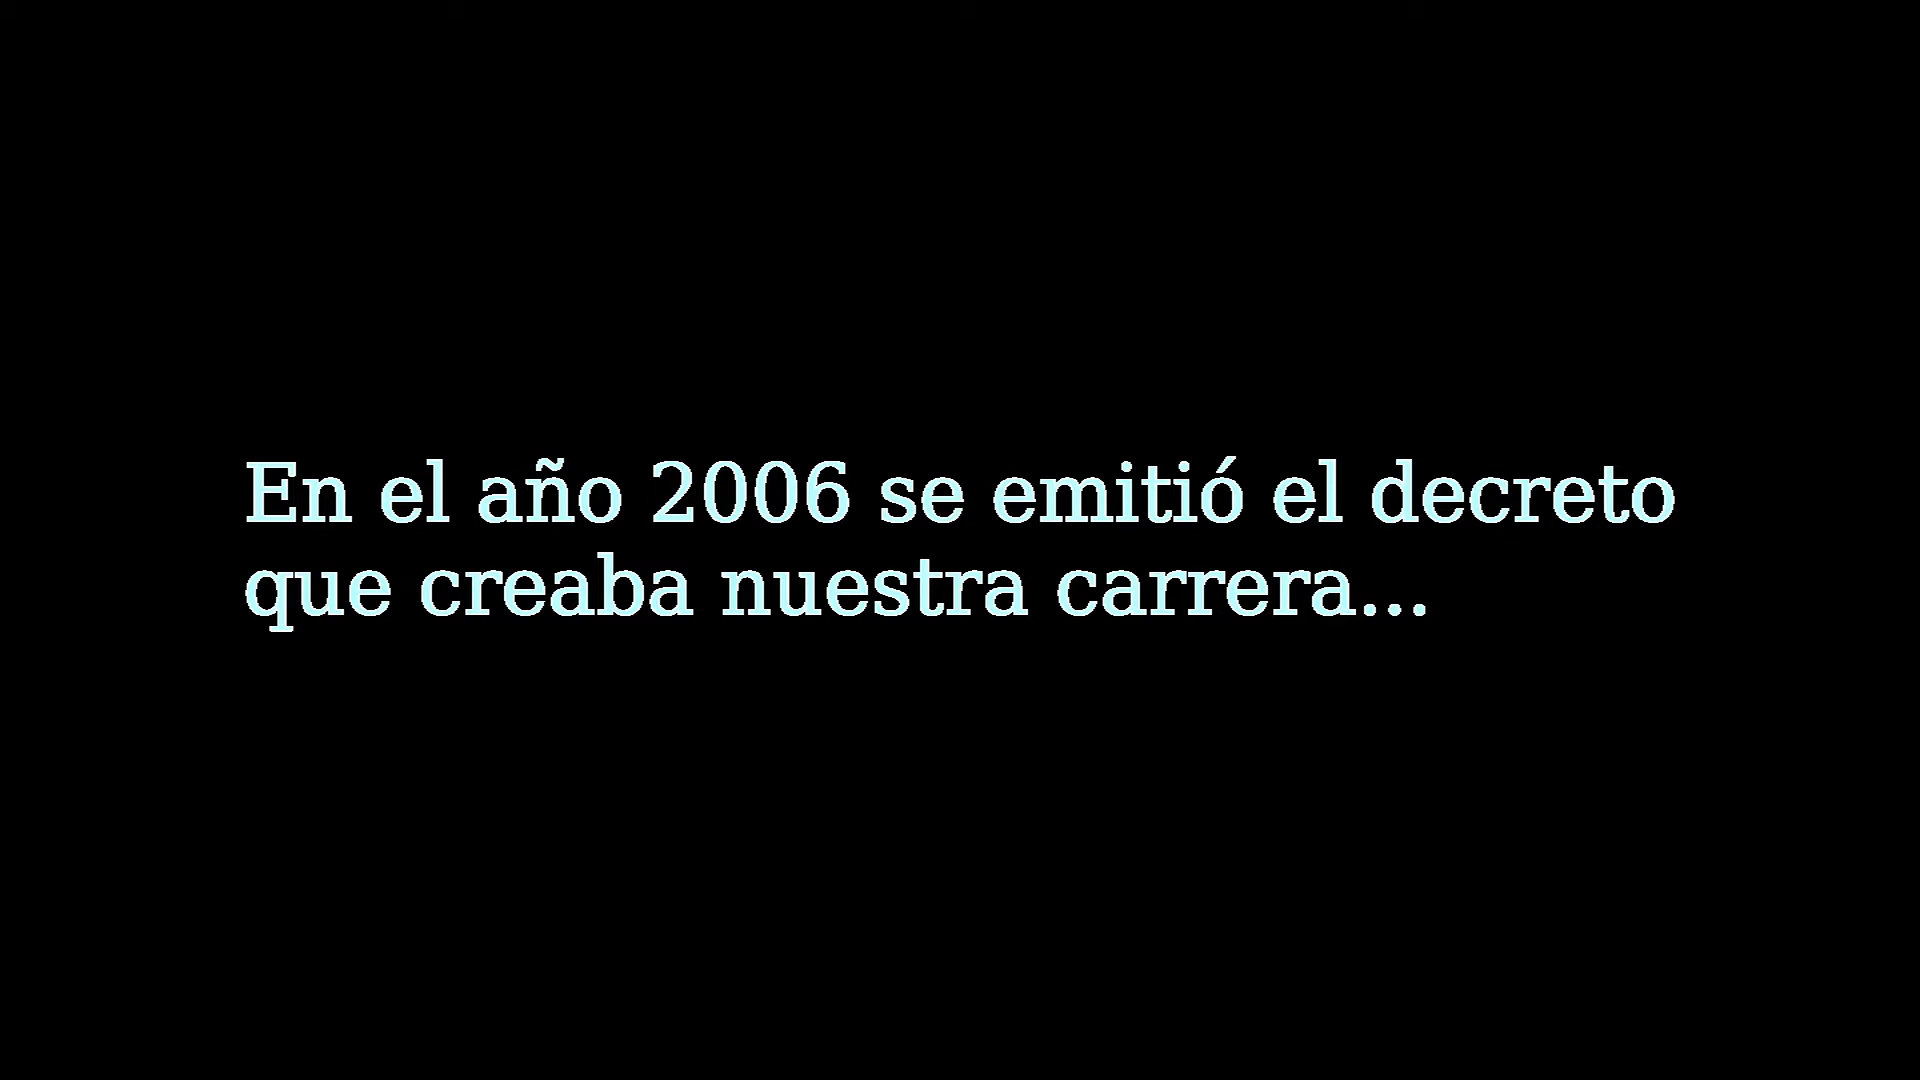 En el año 2006 se emitió el decreto
que creaba nuestra carrera...